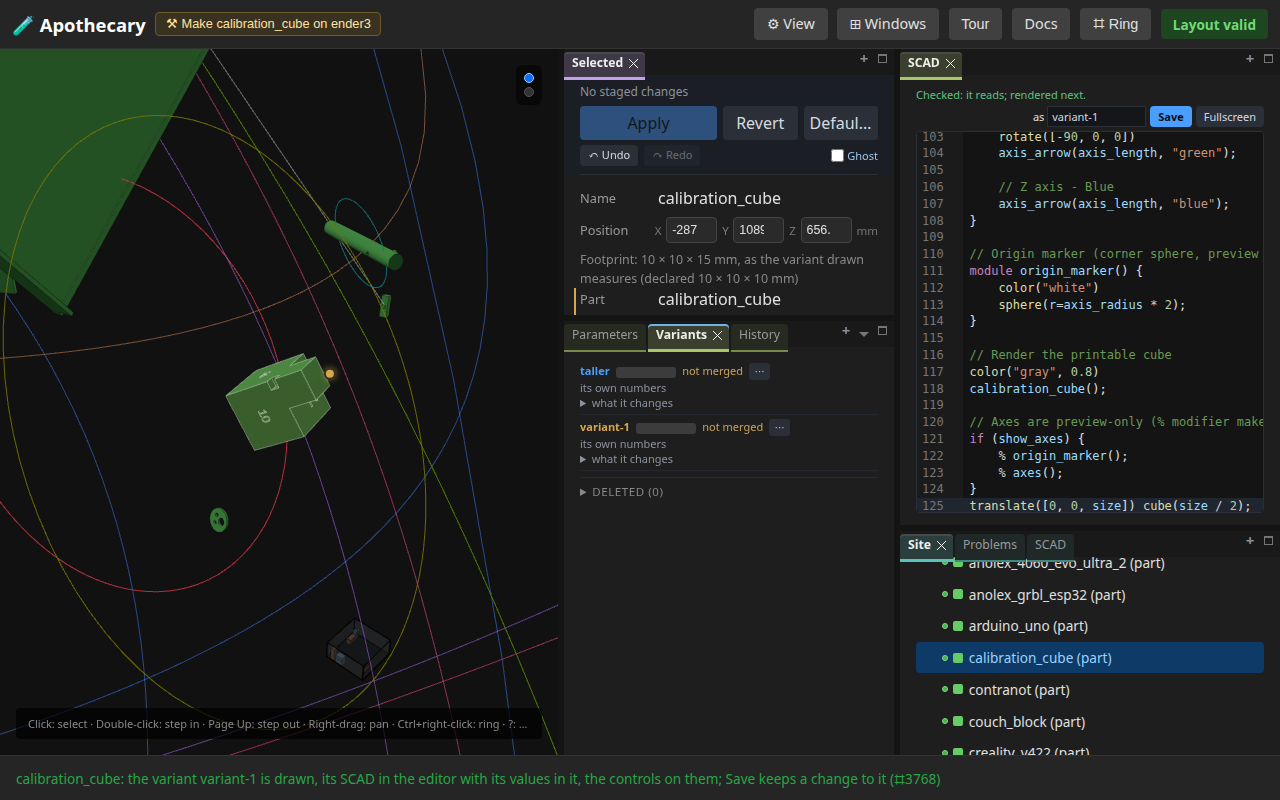 Apothecary
⚒ Make calibration_cube on ender3
⚙ View
⊞ Windows
Tour
Docs
⌗ Ring
Layout valid
Selected
No staged changes
Apply
Revert
Defaul...
↶ Undo
↷ Redo
Ghost
Name
calibration_cube
Position
X -287 Y 1089 Z 656. mm
Footprint: 10 × 10 × 15 mm, as the variant drawn
measures (declared 10 × 10 × 10 mm)
Part
calibration_cube
Parameters
Variants
History
taller not merged ...
its own numbers
▶ what it changes
variant-1 not merged ...
its own numbers
▶ what it changes
▶ DELETED (0)
SCAD
Checked: it reads; rendered next.
as variant-1 Save Fullscreen
103 rotate([-90, 0, 0])
104 axis_arrow(axis_length, "green");
105
106 // Z axis - Blue
107 axis_arrow(axis_length, "blue");
108 }
109
110 // Origin marker (corner sphere, preview
111 module origin_marker() {
112 color("white")
113 sphere(r=axis_radius * 2);
114 }
115
116 // Render the printable cube
117 color("gray", 0.8)
118 calibration_cube();
119
120 // Axes are preview-only (% modifier make
121 if (show_axes) {
122 % origin_marker();
123 % axes();
124 }
125 translate([0, 0, size]) cube(size / 2);
Site
Problems
SCAD
anolex_4060_evo_ultra_2 (part)
anolex_grbl_esp32 (part)
arduino_uno (part)
calibration_cube (part)
contranot (part)
couch_block (part)
creality_v422 (part)
10
Click: select · Double-click: step in · Page Up: step out · Right-drag: pan · Ctrl+right-click: ring · ?: ...
calibration_cube: the variant variant-1 is drawn, its SCAD in the editor with its values in it, the controls on them; Save keeps a change to it (⌗3768)